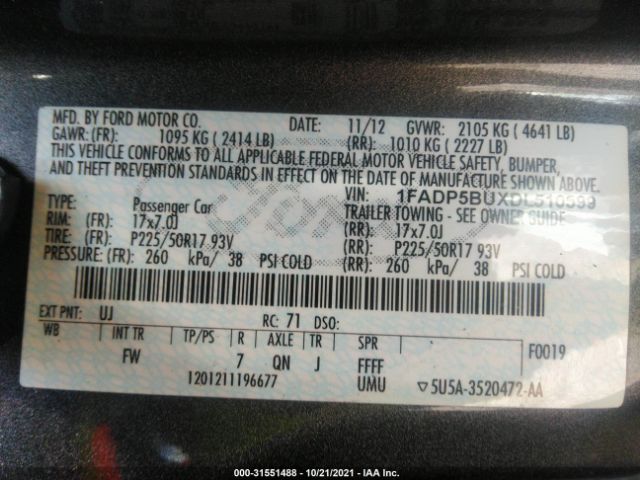 MFD. BY FORD MOTOR CO. DATE: 11/12 GVWR: 2105 KG ( 4641 LB)
GAWR: (FR): 1095 KG ( 2414 LB) (RR): 1010 KG ( 2227 LB)
THIS VEHICLE CONFORMS TO ALL APPLICABLE FEDERAL MOTOR VEHICLE SAFETY, BUMPER,
AND THEFT PREVENTION STANDARDS IN EFFECT ON THE DATE OF MANUFACTURE SHOWN ABOVE.
VIN:
TYPE: Passenger Car TRAILER TOWING - SEE OWNER GUIDE
RIM: (FR): 17x7.0J (RR): 17x7.0J
TIRE: (FR): P225/50R17 93V (RR): P225/50R17 93V
PRESSURE: (FR): 260 kPa/ 38 PSI COLD (RR): 260 kPa/ 38 PSI COLD
EXT PNT: UJ RC: 71 DSO:
WB INT TR TP/PS R AXLE TR SPR F0019
FW 7 QN J FFFF
1201211196677 UMU ▽5U5A-3520472-AA
000-31551488 - 10/21/2021 - IAA Inc.